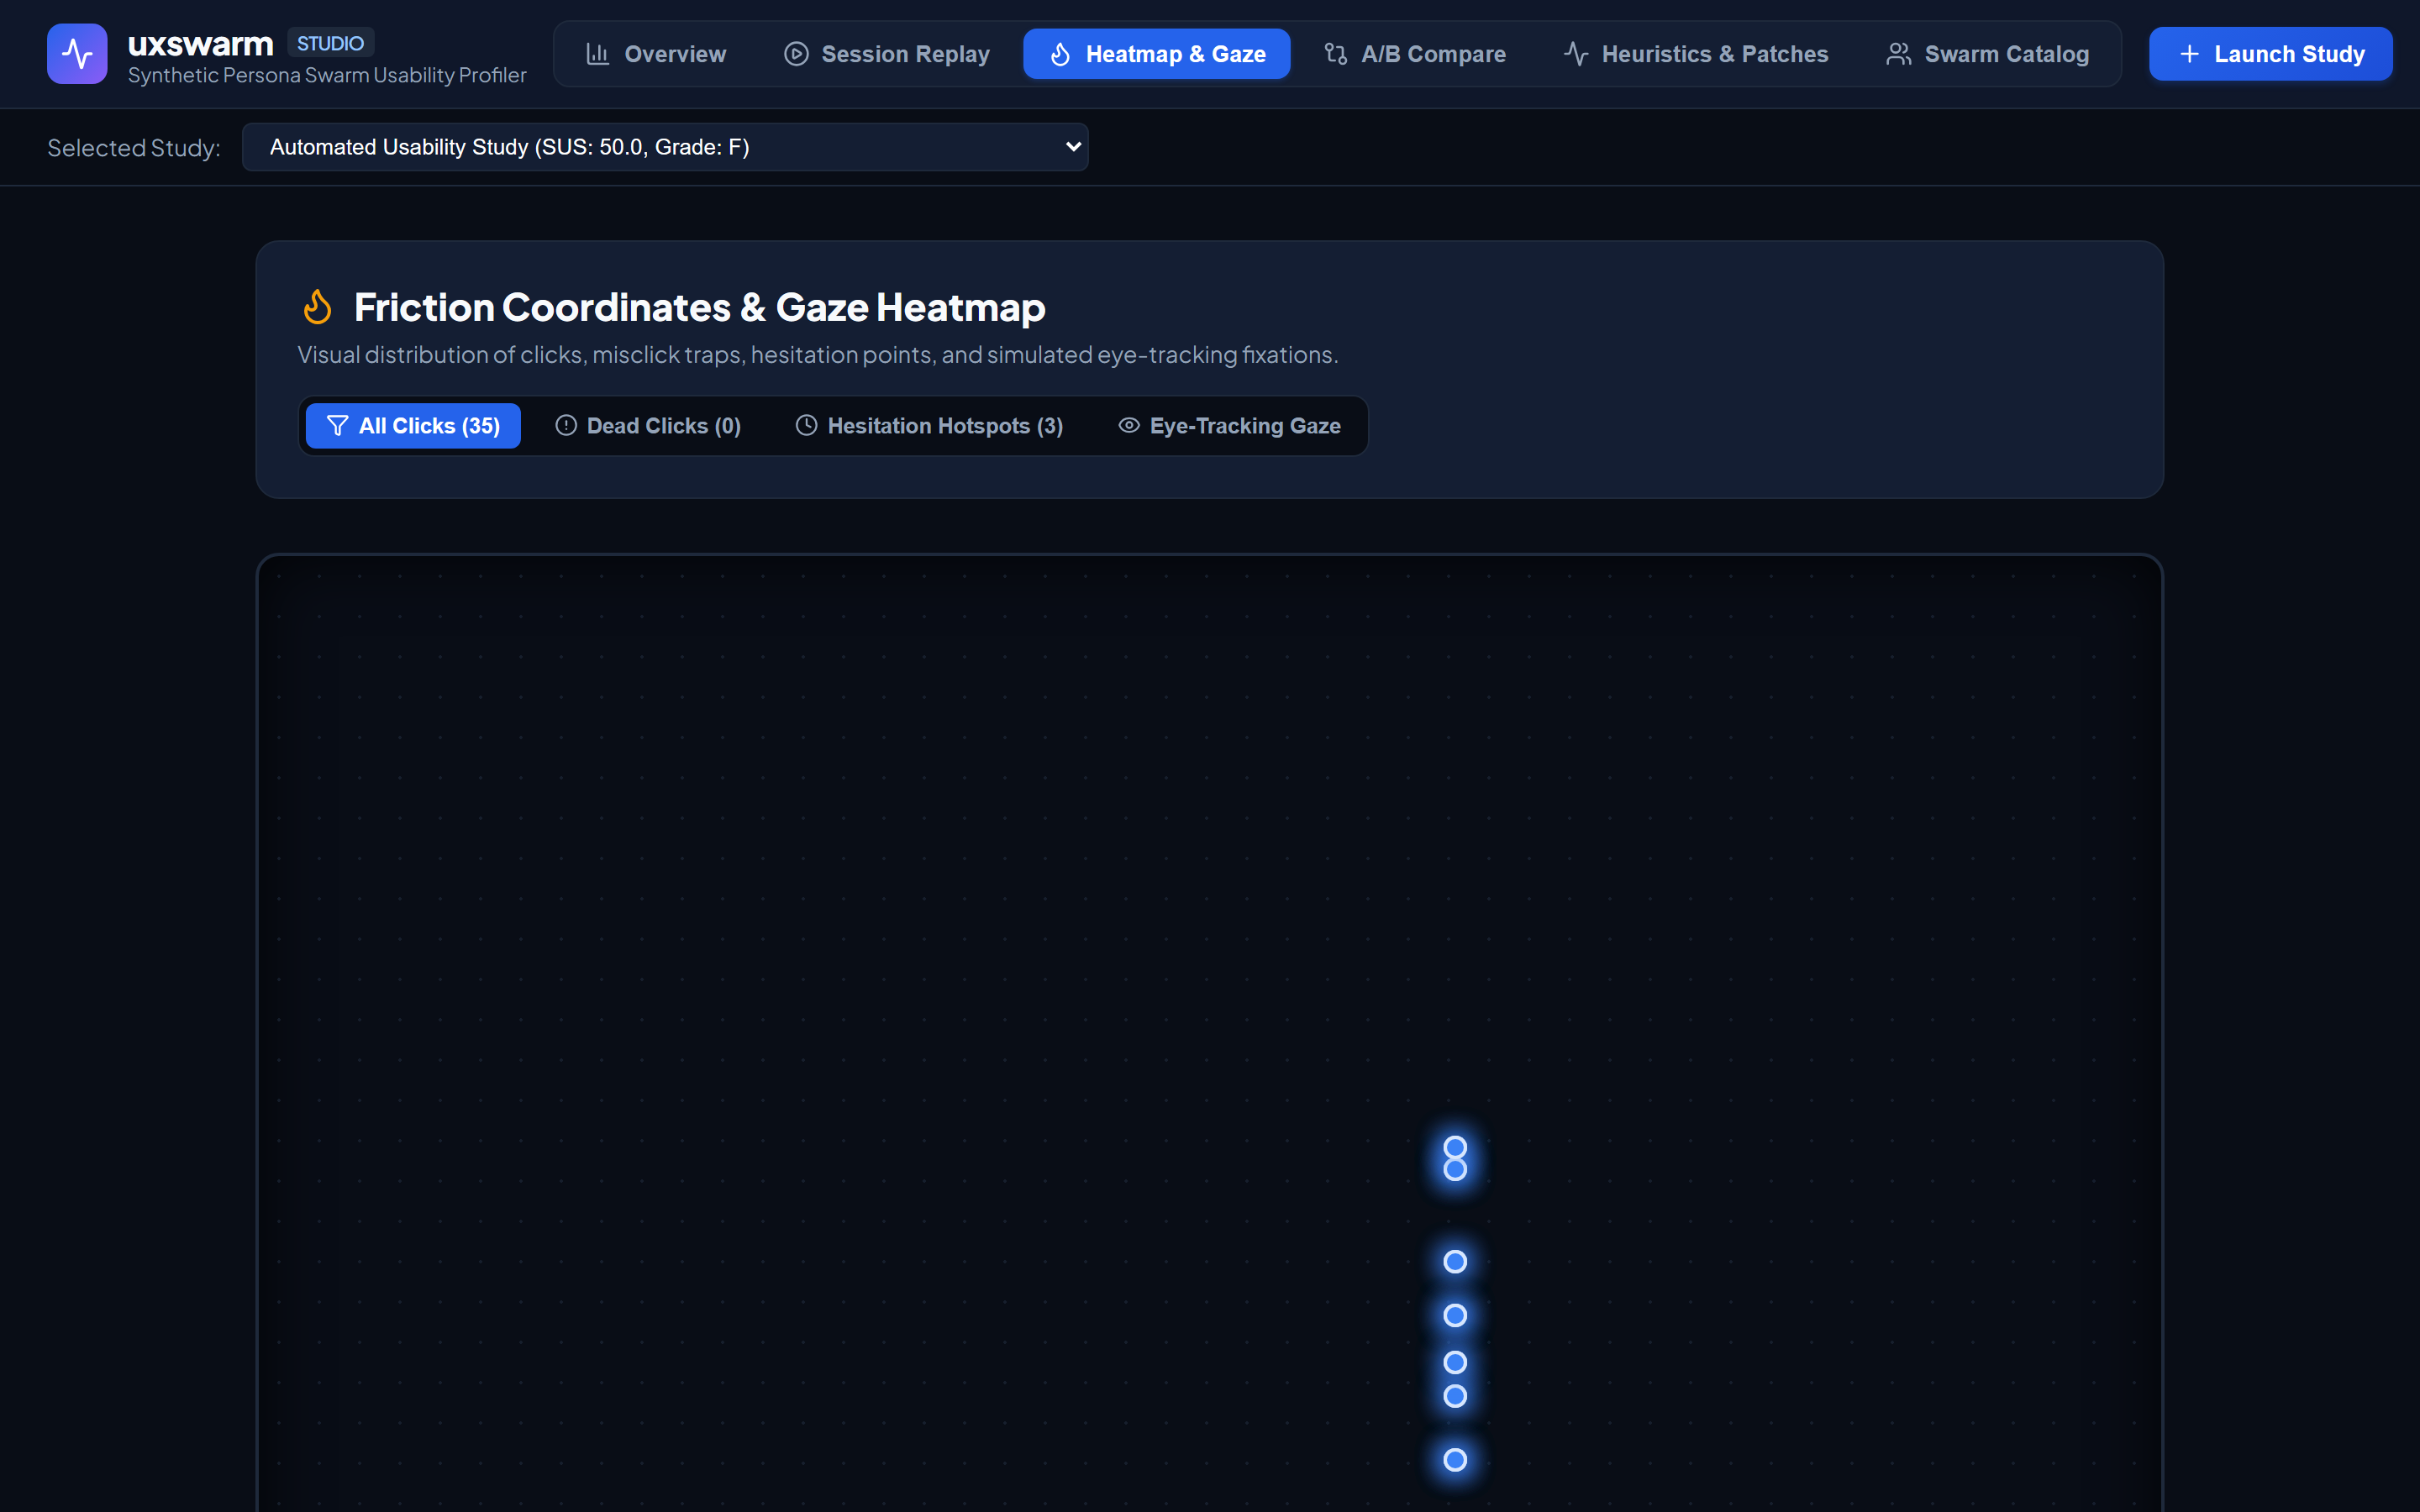 uxswarm STUDIO
Synthetic Persona Swarm Usability Profiler
Overview
Session Replay
Heatmap & Gaze
A/B Compare
Heuristics & Patches
Swarm Catalog
Launch Study
Selected Study:
Automated Usability Study (SUS: 50.0, Grade: F)
Friction Coordinates & Gaze Heatmap
Visual distribution of clicks, misclick traps, hesitation points, and simulated eye-tracking fixations.
All Clicks (35)
Dead Clicks (0)
Hesitation Hotspots (3)
Eye-Tracking Gaze